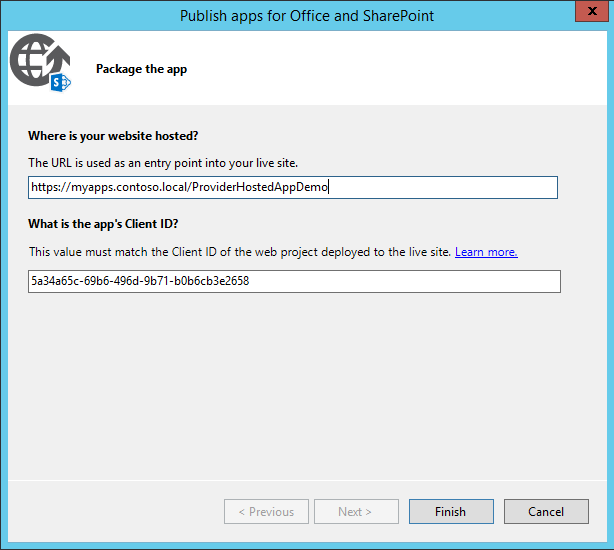 Publish apps for Office and SharePoint
x
S
Package the app
Where is your website hosted?
The URL is used as an entry point into your live site.
https://myapps.contoso.local/ProviderHostedAppDemo
What is the app's Client ID?
This value must match the Client ID of the web project deployed to the live site. Learn more.
5a34a65c-69b6-496d-9b71-b0b6cb3e2658
< Previous Next > Finish Cancel